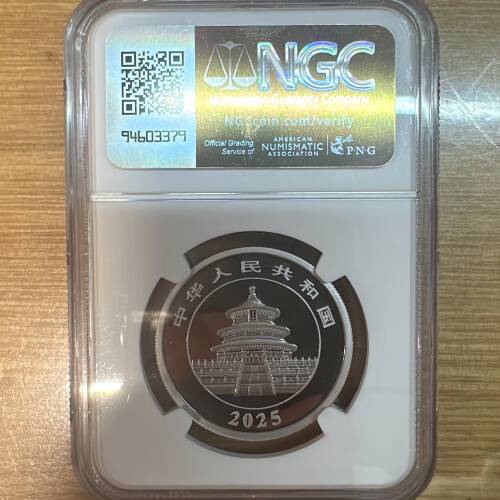 NGC
Numismatic Guaranty Company
NGCcoin.com/verify
94603379
Official Grading
Service of
AMERICAN
NUMISMATIC
ASSOCIATION
P·N·G
中华人民共和国
2025